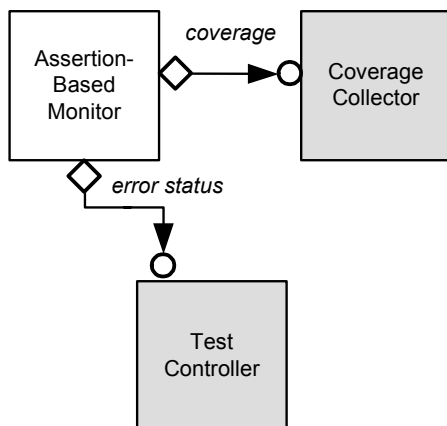 coverage
Assertion-
Based
Monitor
Coverage
Collector
error status
Test
Controller